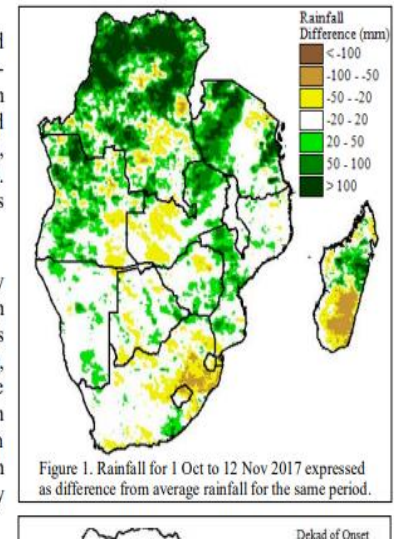 Rainfall
Difference (mm)
< -100
-100 - -50
-50 - -20
-20 - 20
20 - 50
50 - 100
> 100
Figure 1. Rainfall for 1 Oct to 12 Nov 2017 expressed
as difference from average rainfall for the same period.
Dekad of Onset